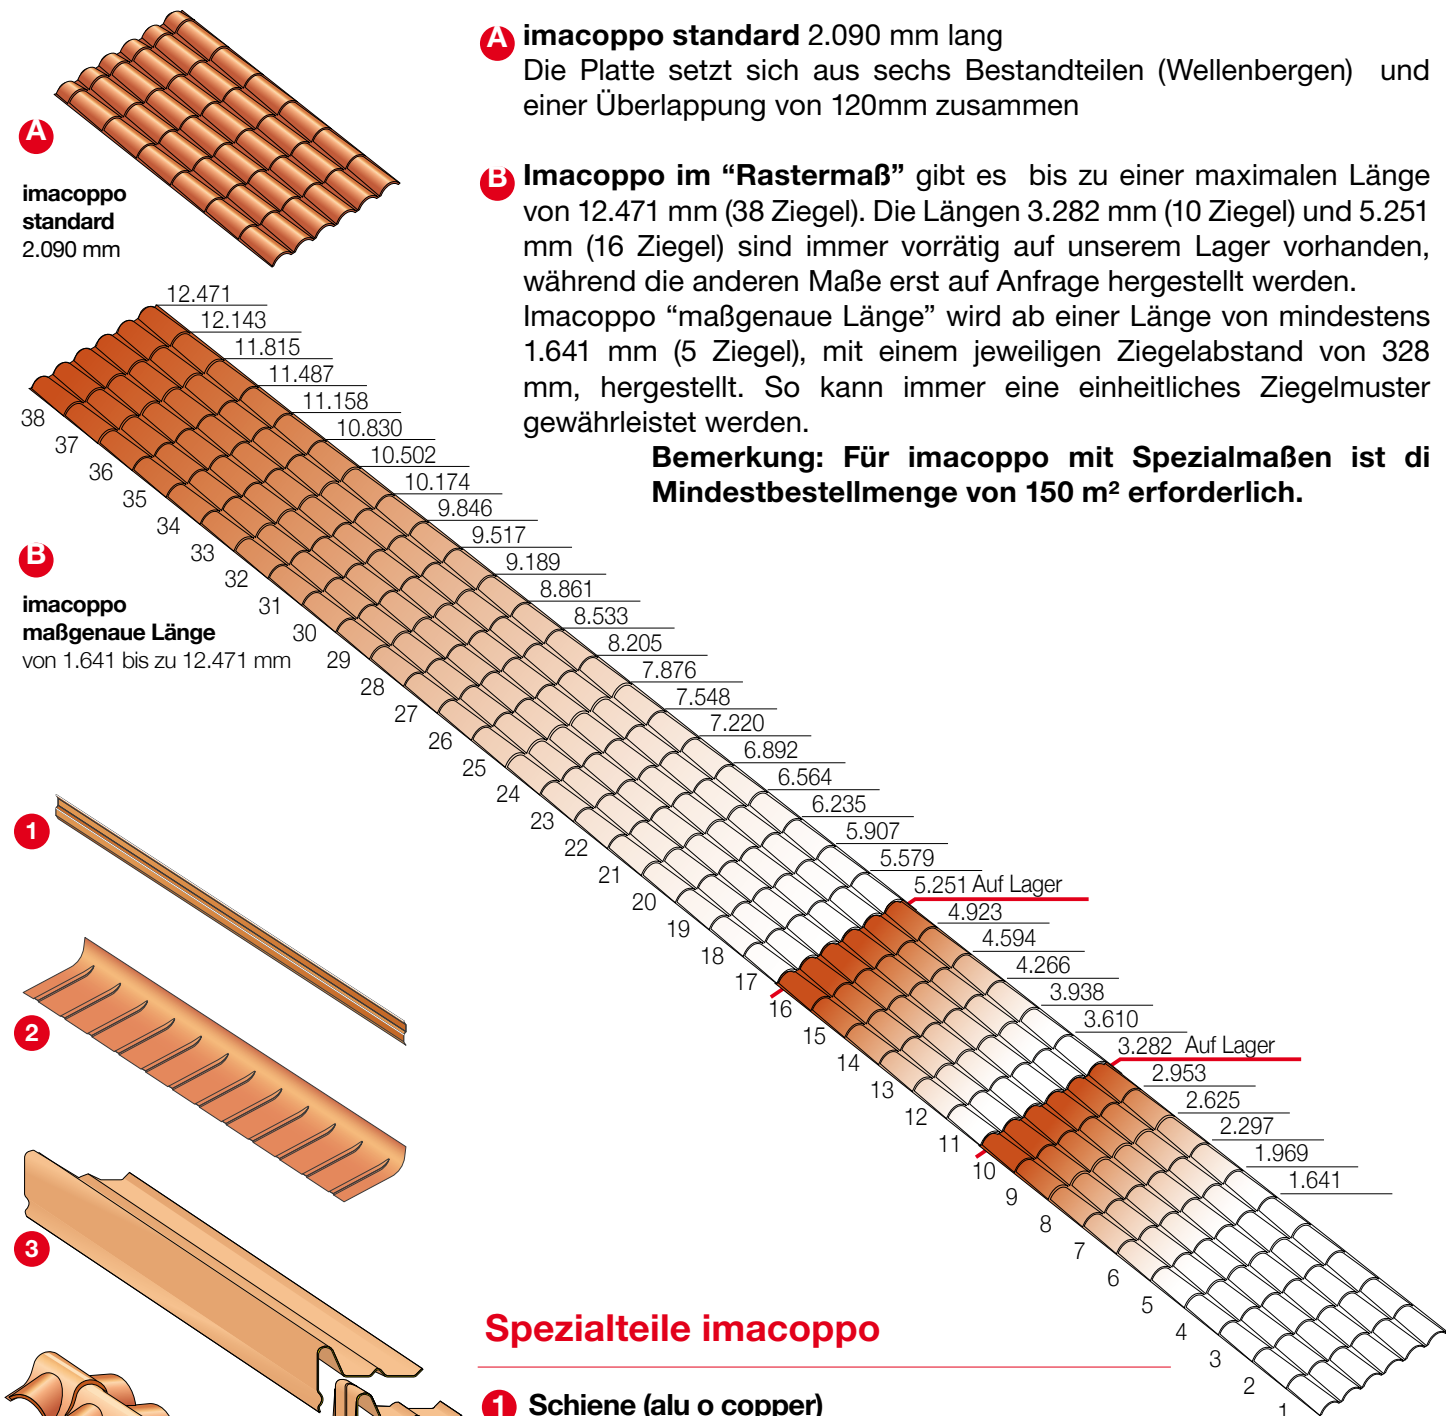 A imacoppo standard 2.090 mm lang
Die Platte setzt sich aus sechs Bestandteilen (Wellenbergen) und
einer Überlappung von 120mm zusammen
A
imacoppo
standard
2.090 mm
B Imacoppo im “Rastermaß” gibt es bis zu einer maximalen Länge
von 12.471 mm (38 Ziegel). Die Längen 3.282 mm (10 Ziegel) und 5.251
mm (16 Ziegel) sind immer vorrätig auf unserem Lager vorhanden,
während die anderen Maße erst auf Anfrage hergestellt werden.
Imacoppo “maßgenaue Länge” wird ab einer Länge von mindestens
1.641 mm (5 Ziegel), mit einem jeweiligen Ziegelabstand von 328
mm, hergestellt. So kann immer eine einheitliches Ziegelmuster
gewährleistet werden.
Bemerkung: Für imacoppo mit Spezialmaßen ist di
Mindestbestellmenge von 150 m² erforderlich.
12.471
12.143
11.815
11.487
11.158
10.830
10.502
10.174
9.846
9.517
9.189
8.861
8.533
8.205
7.876
7.548
7.220
6.892
6.564
6.235
5.907
5.579
5.251 Auf Lager
4.923
4.594
4.266
3.938
3.610
3.282 Auf Lager
2.953
2.625
2.297
1.969
1.641
38
37
36
35
34
33
32
31
30
29
28
27
26
25
24
23
22
21
20
19
18
17
16
15
14
13
12
11
10
9
8
7
6
5
4
3
2
1
B
imacoppo
maßgenaue Länge
von 1.641 bis zu 12.471 mm
1
2
3
Spezialteile imacoppo
1 Schiene (alu o copper)